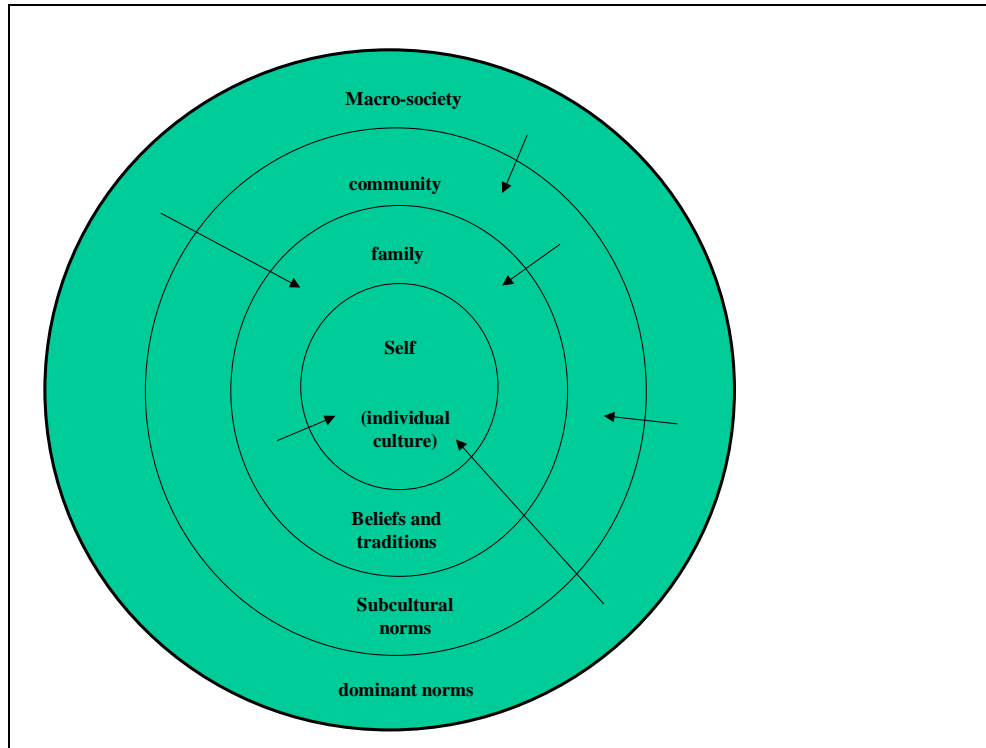 Macro-society
community
family
Self
(individual
culture)
Beliefs and
traditions
Subcultural
norms
dominant norms